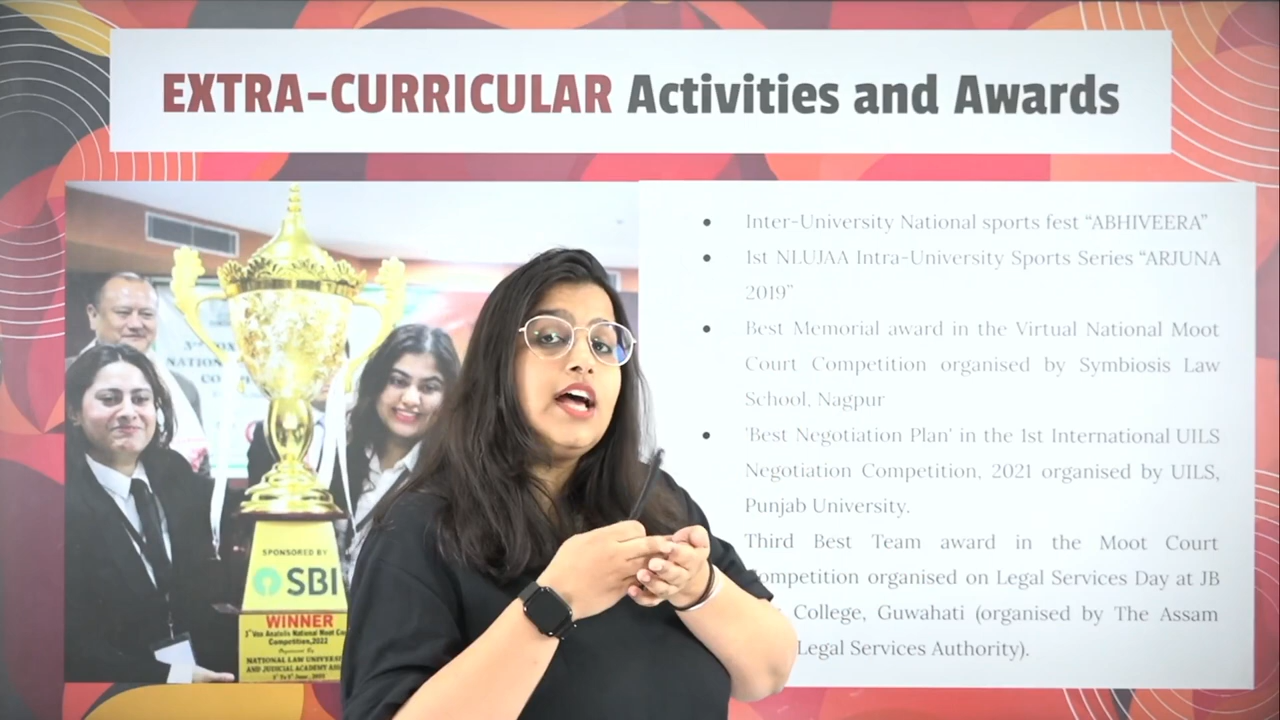 EXTRA-CURRICULAR Activities and Awards
SPONSORED BY
SBI
WINNER
Competition, 2022
Organised By
NATIONAL LAW
AND JUDICIAL ACADEMY
Inter-University National sports fest “ABHIVEERA”
1st NLUJAA Intra-University Sports Series “ARJUNA
2019”
Best Memorial award in the Virtual National Moot
Court Competition organised by Symbiosis Law
School, Nagpur
'Best Negotiation Plan' in the 1st International UILS
Negotiation Competition, 2021 organised by UILS,
Punjab University.
Third Best Team award in the Moot Court
ompetition organised on Legal Services Day at JB
College, Guwahati (organised by The Assam
Legal Services Authority).